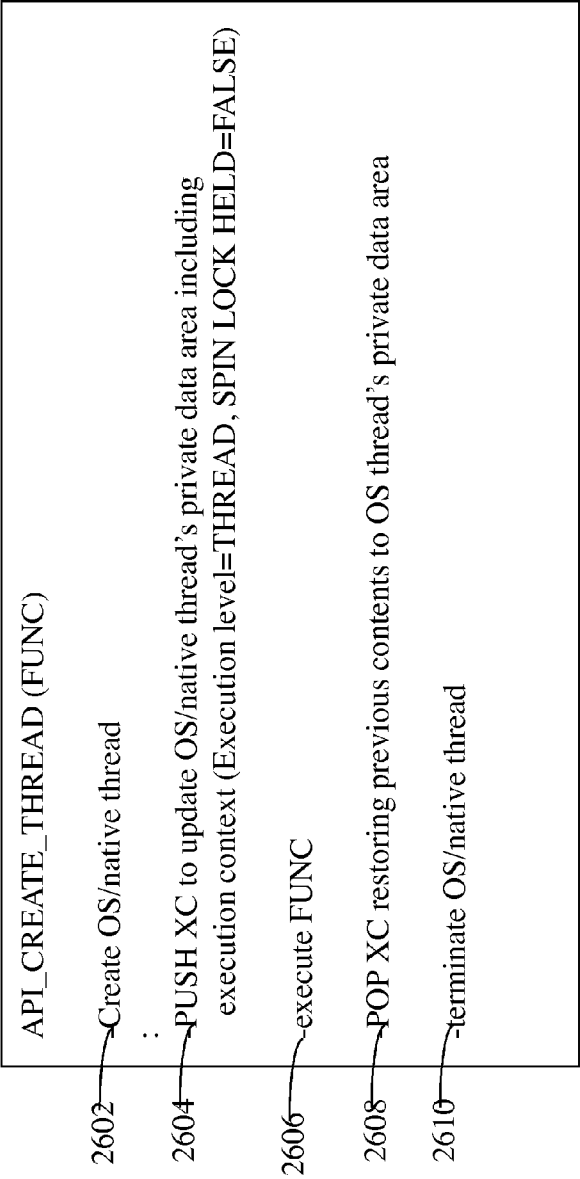 API_CREATE_THREAD (FUNC)
2602 -Create OS/native thread
:
2604 -PUSH XC to update OS/native thread's private data area including
execution context (Execution level=THREAD, SPIN LOCK HELD=FALSE)
2606 -execute FUNC
2608 -POP XC restoring previous contents to OS thread's private data area
2610 -terminate OS/native thread